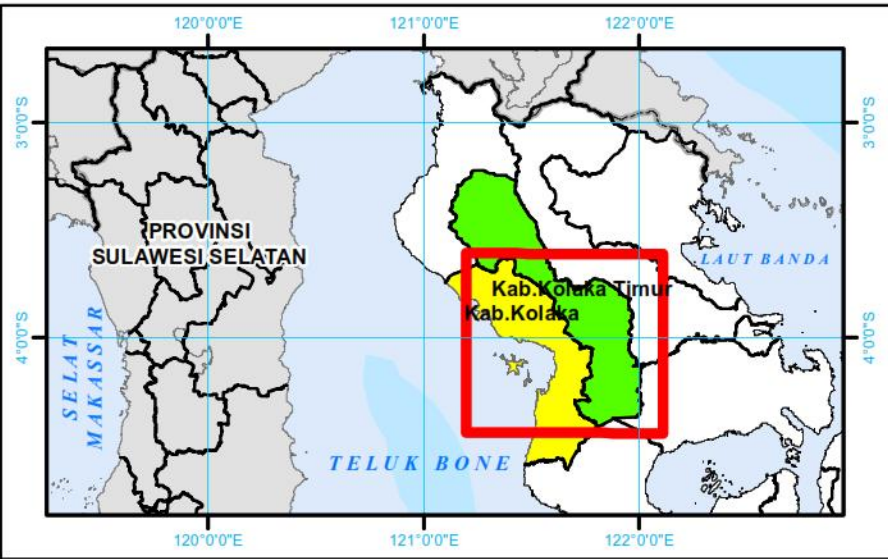 120°0'0"E 121°0'0"E 122°0'0"E
3°0'0"S
3°0'0"S
PROVINSI
SULAWESI SELATAN
LAUT BANDA
Kab.Kolaka Timur
Kab.Kolaka
4°0'0"S
4°0'0"S
SELAT
MAKASSAR
TELUK BONE
120°0'0"E 121°0'0"E 122°0'0"E